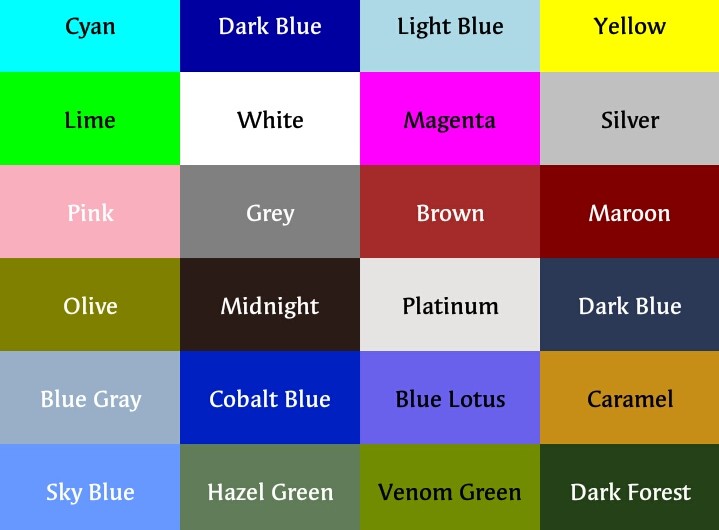 Cyan
Dark Blue
Light Blue
Yellow
Lime
White
Magenta
Silver
Pink
Grey
Brown
Maroon
Olive
Midnight
Platinum
Dark Blue
Blue Gray
Cobalt Blue
Blue Lotus
Caramel
Sky Blue
Hazel Green
Venom Green
Dark Forest